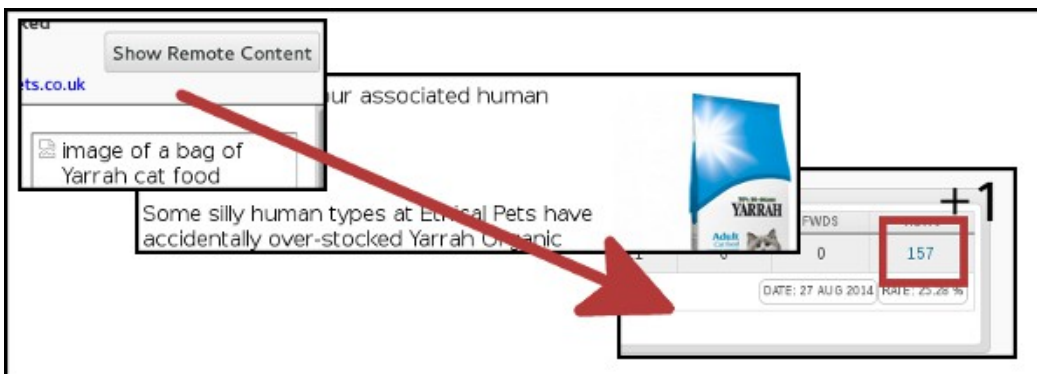 ked
Show Remote Content
ts.co.uk
image of a bag of
Yarrah cat food
ur associated human
Some silly human types at Ethical Pets have
accidentally over-stocked Yarrah Organic
YARRAH
Adult
+1
FWDS
0
157
DATE: 27 AUG 2014
RATE: 25.28 %